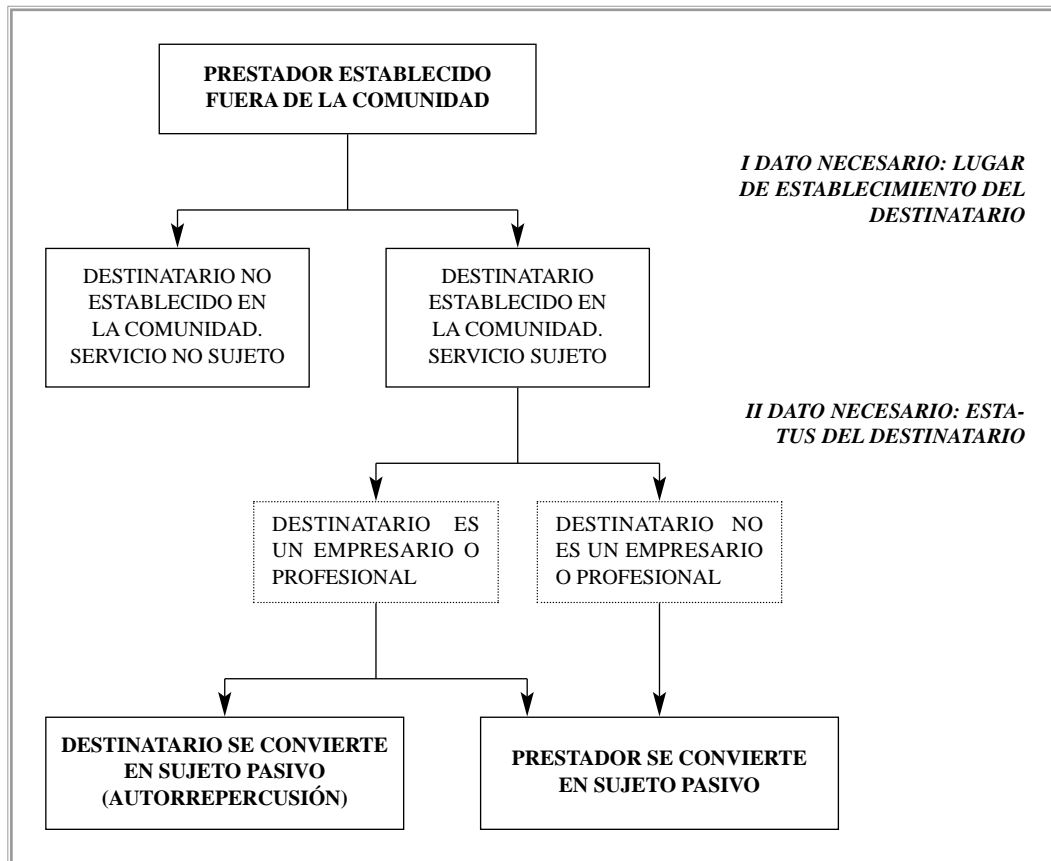 PRESTADOR ESTABLECIDO
FUERA DE LA COMUNIDAD
I DATO NECESARIO: LUGAR
DE ESTABLECIMIENTO DEL
DESTINATARIO
DESTINATARIO NO
ESTABLECIDO EN
LA COMUNIDAD.
SERVICIO NO SUJETO
DESTINATARIO
ESTABLECIDO EN
LA COMUNIDAD.
SERVICIO SUJETO
II DATO NECESARIO: ESTA-
TUS DEL DESTINATARIO
DESTINATARIO ES
UN EMPRESARIO O
PROFESIONAL
DESTINATARIO NO
ES UN EMPRESARIO
O PROFESIONAL
DESTINATARIO SE CONVIERTE
EN SUJETO PASIVO
(AUTORREPERCUSIÓN)
PRESTADOR SE CONVIERTE
EN SUJETO PASIVO